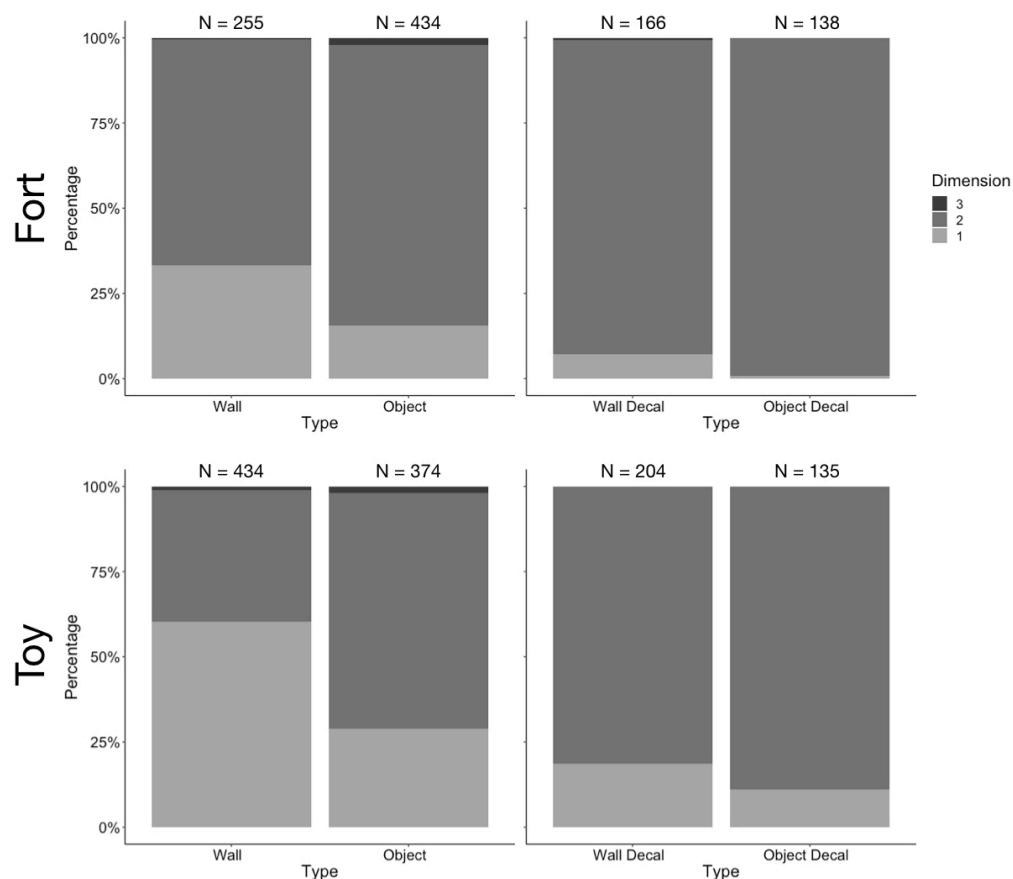 N = 255
N = 434
N = 166
N = 138
Fort
Percentage
100%
75%
50%
25%
0%
Wall
Object
Type
Wall Decal
Object Decal
Type
Dimension
3
2
1
N = 434
N = 374
N = 204
N = 135
Toy
Percentage
100%
75%
50%
25%
0%
Wall
Object
Type
Wall Decal
Object Decal
Type